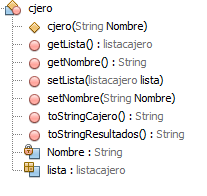 cjero
cjero(String Nombre)
getLista() : listacajero
getNombre() : String
setLista(listacajero lista)
setNombre(String Nombre)
toStringCajero() : String
toStringResultados() : String
Nombre : String
lista : listacajero